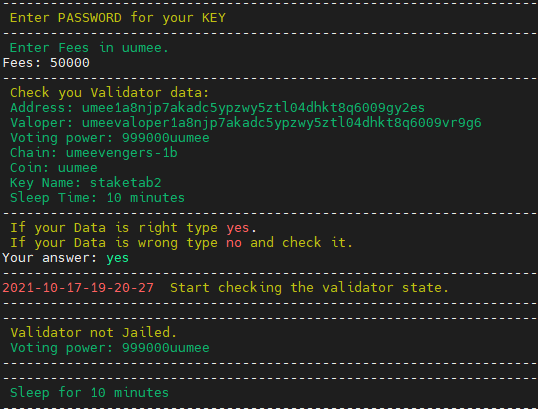 -------------------------------------------------------------------
Enter PASSWORD for your KEY
-------------------------------------------------------------------
Enter Fees in uumee.
Fees: 50000
-------------------------------------------------------------------
Check you Validator data:
Address: umee1a8njp7akadc5ypzwy5ztl04dhkt8q6009gy2es
Valoper: umeevaloper1a8njp7akadc5ypzwy5ztl04dhkt8q6009vr9g6
Voting power: 999000uumee
Chain: umeevengers-1b
Coin: uumee
Key Name: staketab2
Sleep Time: 10 minutes
-------------------------------------------------------------------
If your Data is right type yes.
If your Data is wrong type no and check it.
Your answer: yes
-------------------------------------------------------------------
2021-10-17-19-20-27  Start checking the validator state.
-------------------------------------------------------------------
-------------------------------------------------------------------
Validator not Jailed.
Voting power: 999000uumee
-------------------------------------------------------------------
-------------------------------------------------------------------
Sleep for 10 minutes
-------------------------------------------------------------------